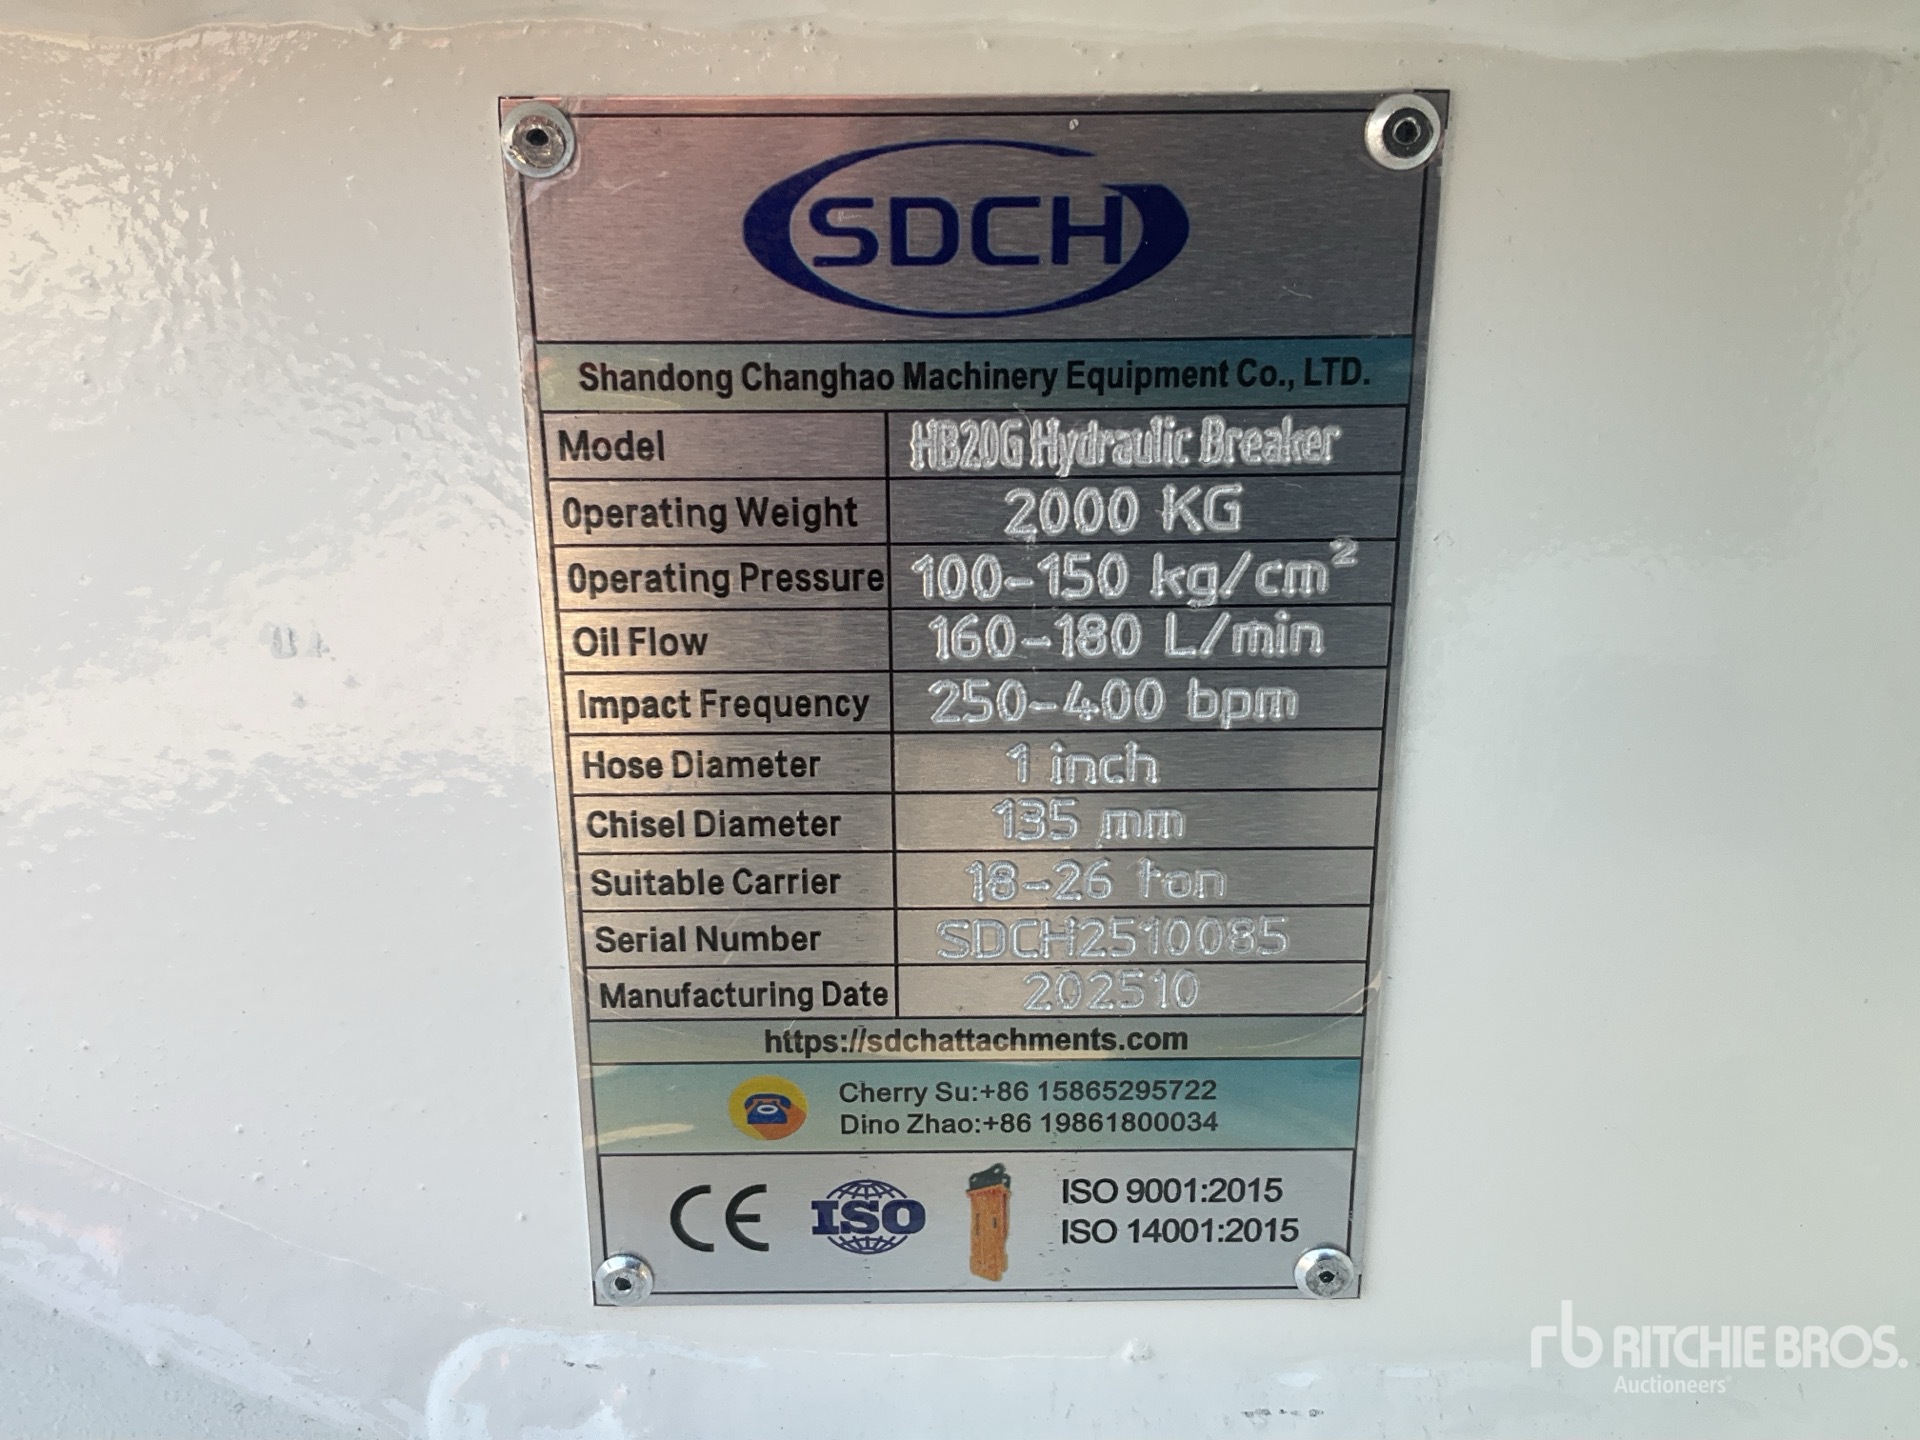 SDCH
Shandong Changhao Machinery Equipment Co., LTD.
Model HB20G Hydraulic Breaker
Operating Weight 2000 KG
Operating Pressure 100-150 kg/cm²
Oil Flow 160-180 L/min
Impact Frequency 250-400 bpm
Hose Diameter 1 inch
Chisel Diameter 135 mm
Suitable Carrier 18-26 ton
Serial Number SDCH2510085
Manufacturing Date 202510
https://sdchattachments.com
Cherry Su:+86 15865295722
Dino Zhao:+86 19861800034
CE ISO ISO 9001:2015
ISO 14001:2015
rb RITCHIE BROS.
Auctioneers